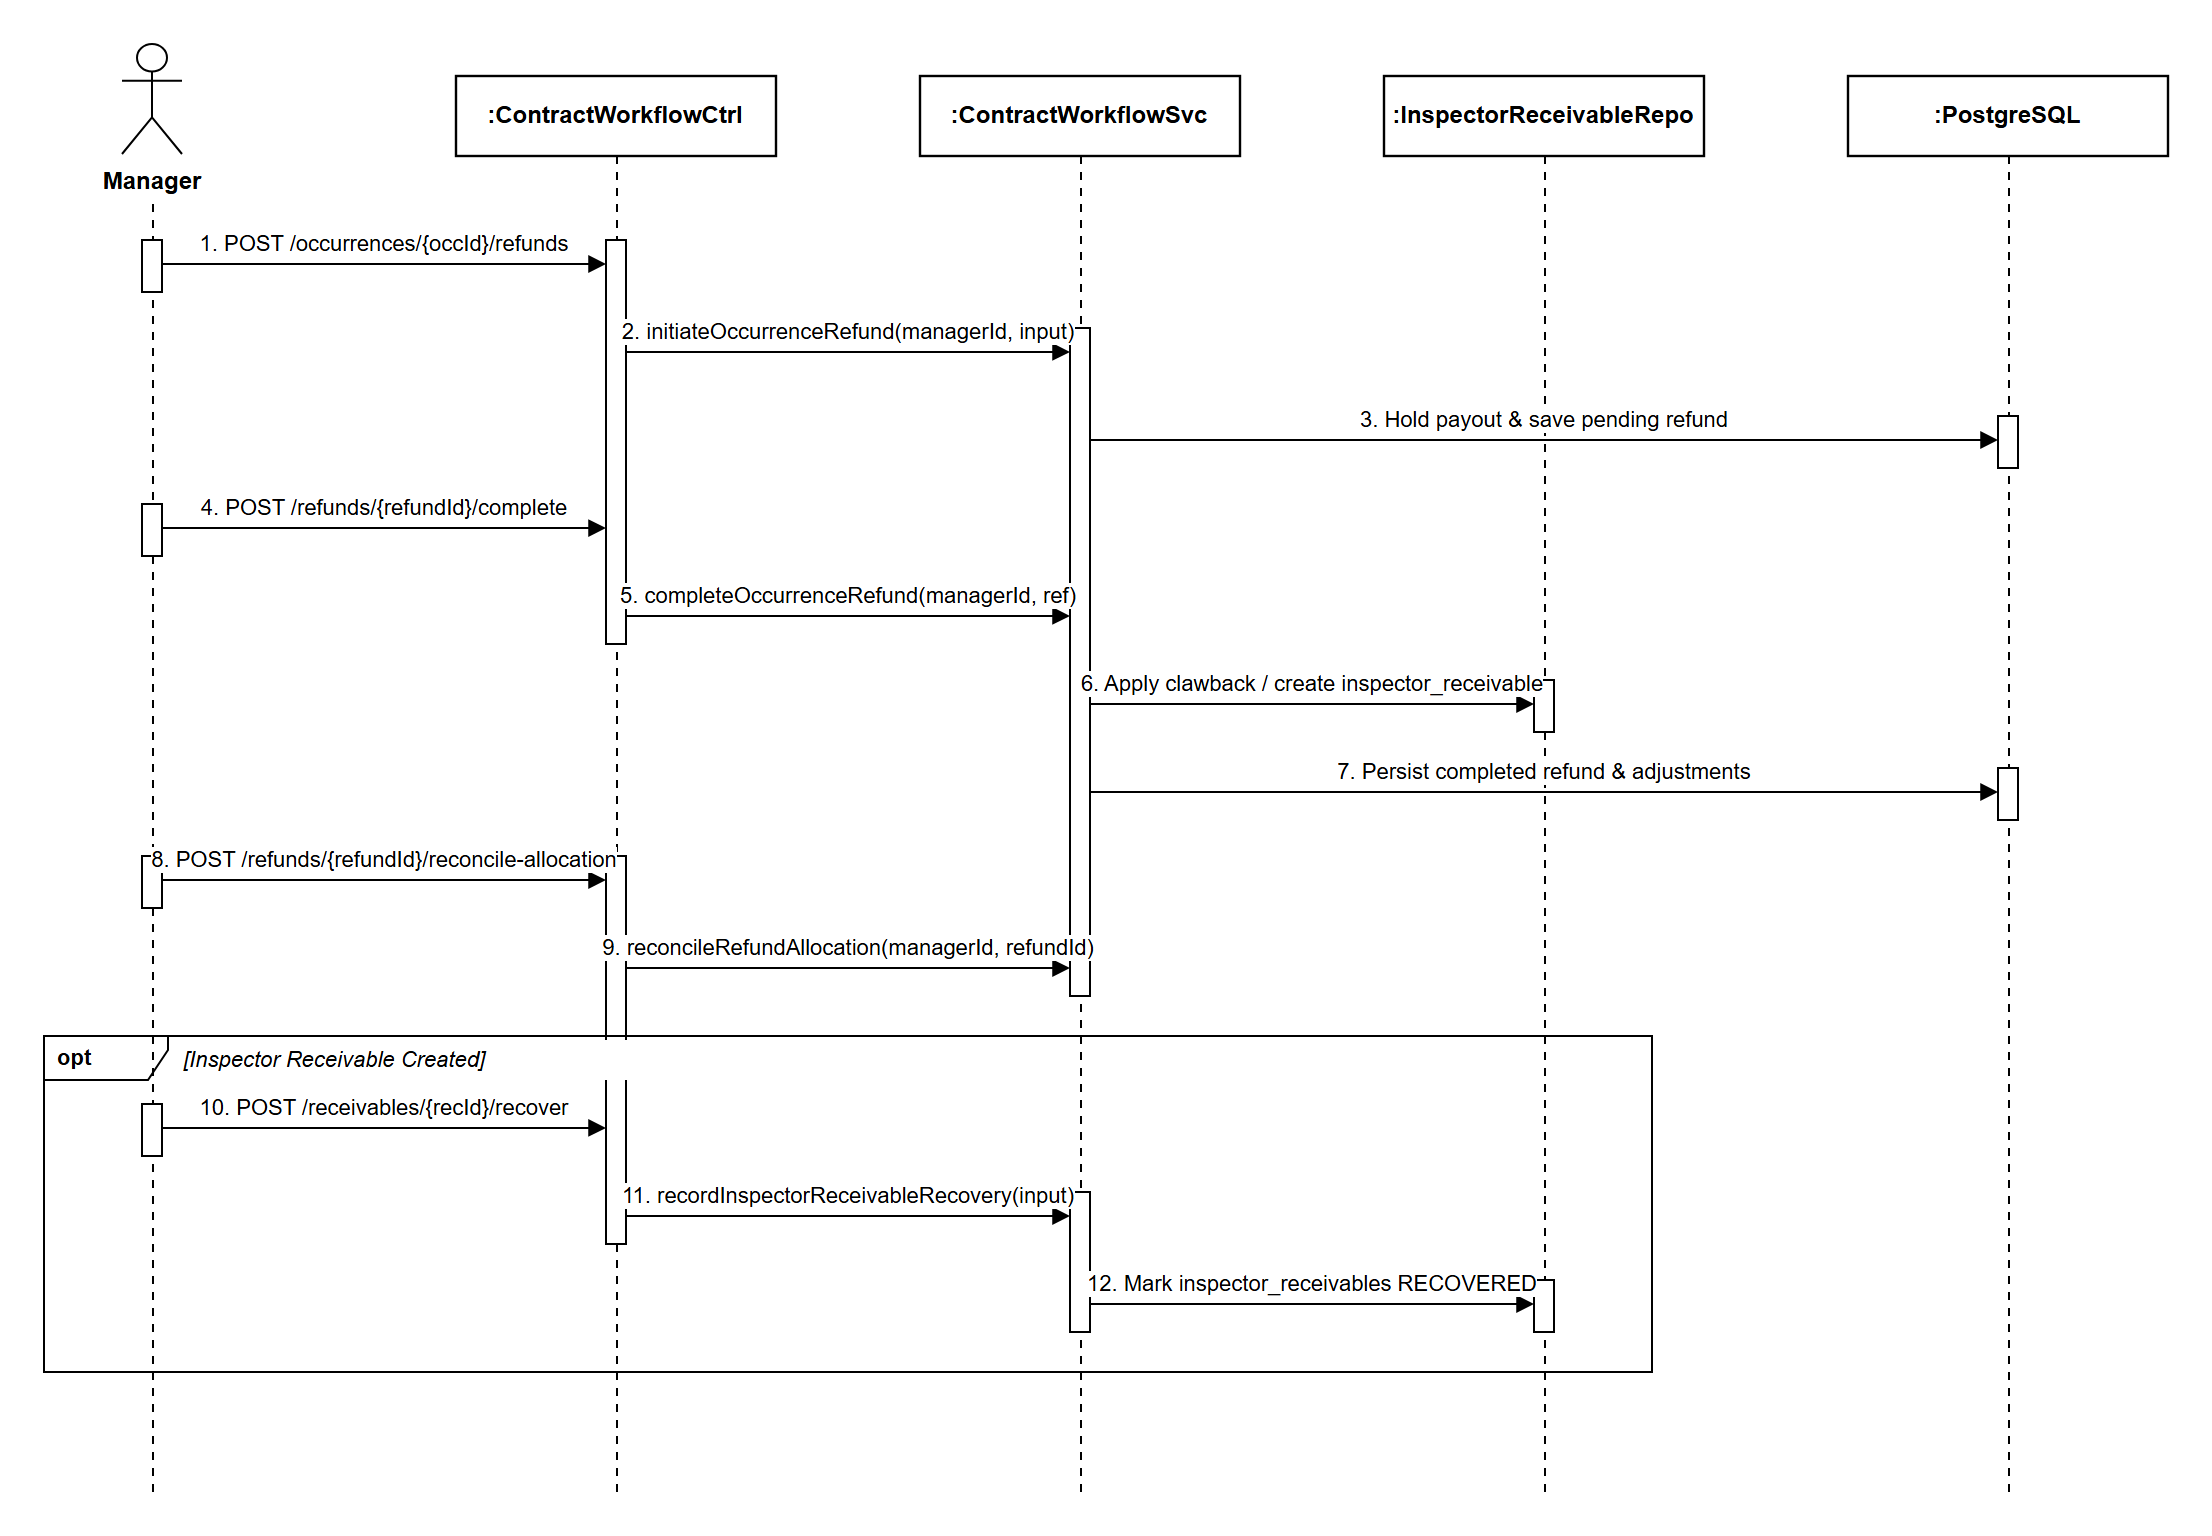 Manager
:ContractWorkflowCtrl
:ContractWorkflowSvc
:InspectorReceivableRepo
:PostgreSQL
1. POST /occurrences/{occId}/refunds
2. initiateOccurrenceRefund(managerId, input)
3. Hold payout & save pending refund
4. POST /refunds/{refundId}/complete
5. completeOccurrenceRefund(managerId, ref)
6. Apply clawback / create inspector_receivable
7. Persist completed refund & adjustments
8. POST /refunds/{refundId}/reconcile-allocation
9. reconcileRefundAllocation(managerId, refundId)
opt
[Inspector Receivable Created]
10. POST /receivables/{recId}/recover
11. recordInspectorReceivableRecovery(input)
12. Mark inspector_receivables RECOVERED